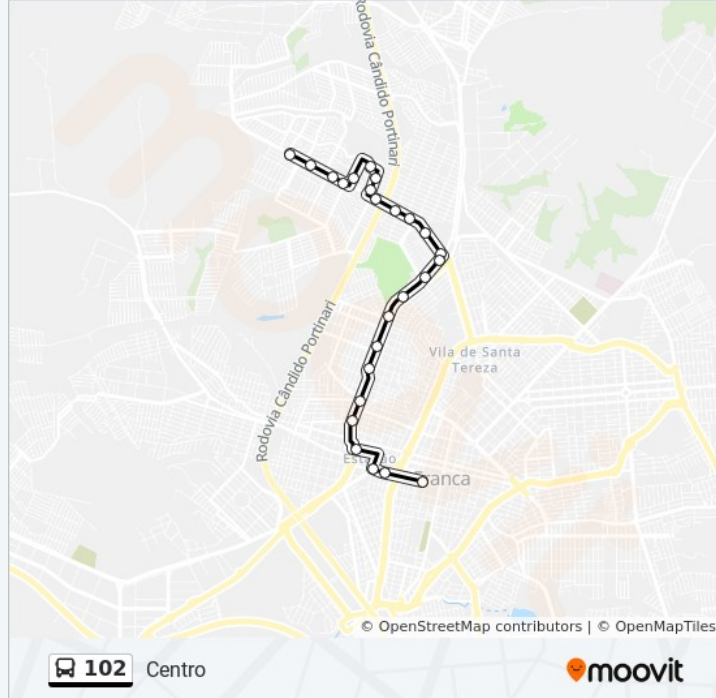 Rodovia Cândido Portinari
Rodovia Cândido Portinari
Vila de Santa
Tereza
Franca
© OpenStreetMap contributors | © OpenMapTiles
102 Centro
moovit